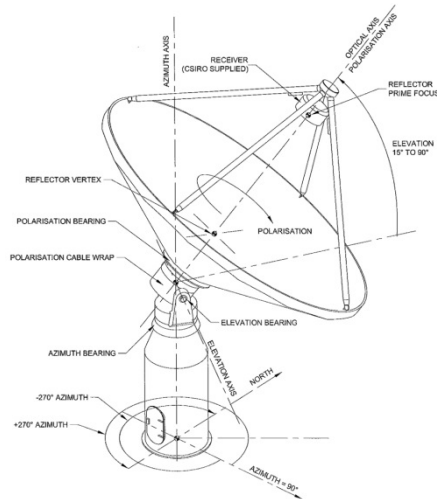 AZIMUTH AXIS
OPTICAL AXIS
POLARISATION AXIS
RECEIVER
(CSIRO SUPPLIED)
REFLECTOR
PRIME FOCUS
ELEVATION
15° TO 90°
REFLECTOR VERTEX
POLARISATION BEARING
POLARISATION
POLARISATION CABLE WRAP
ELEVATION BEARING
AZIMUTH BEARING
ELEVATION AXIS
NORTH
-270° AZIMUTH
+270° AZIMUTH
AZIMUTH = 90°